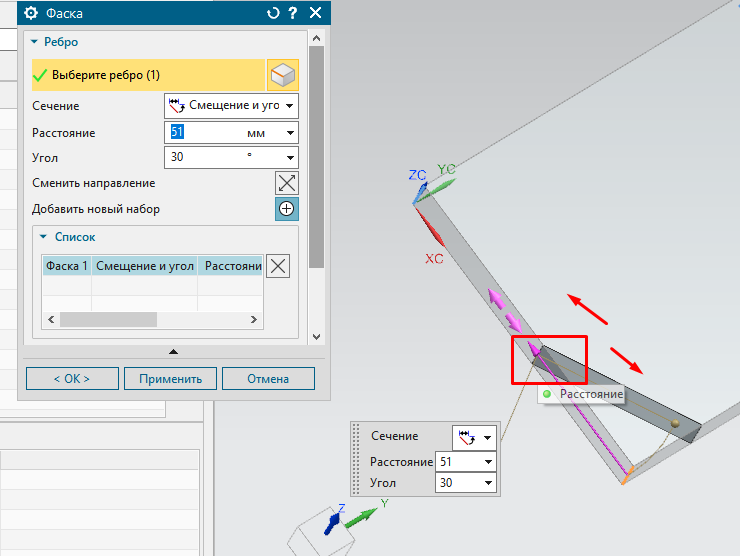 Фаска
Ребро
Выберите ребро (1)
Сечение
Смещение и уго
Расстояние
51 мм
Угол
30 °
Сменить направление
Добавить новый набор
Список
Фаска 1 Смещение и угол Расстояни
< ОК > Применить Отмена
ZC YC
XC
Расстояние
Сечение
Расстояние 51
Угол 30
Z Y